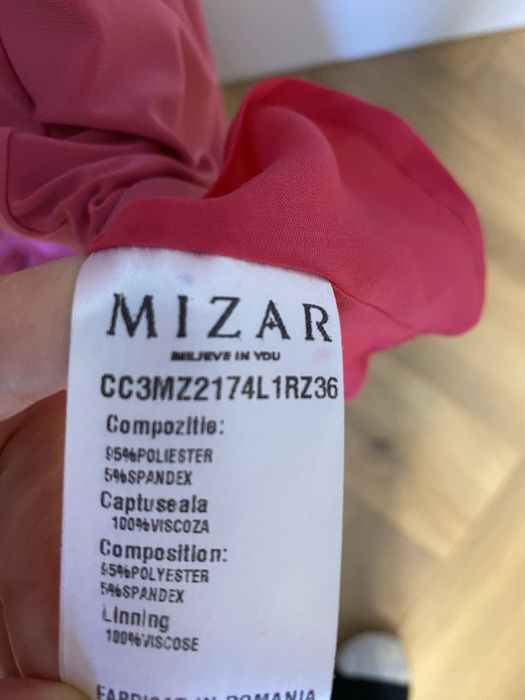 MIZAR
BELIEVE IN YOU
CC3MZ2174L1RZ36
Compozitie:
95%POLIESTER
5%SPANDEX
Captuseala
100%VISCOZA
Composition:
95%POLYESTER
5%SPANDEX
Linning
100%VISCOSE
FABRICAT IN ROMANIA